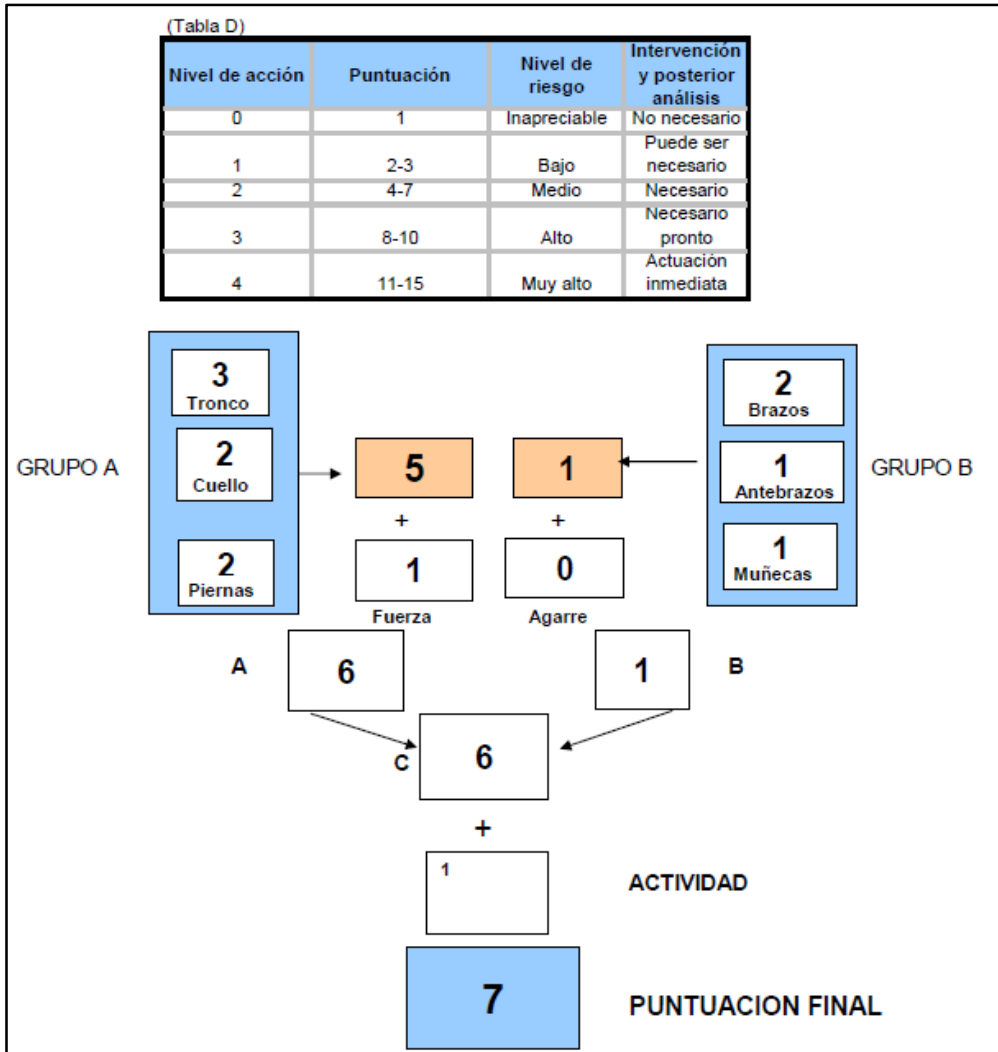 (Tabla D)
Nivel de acción Puntuación Nivel de riesgo Intervención y posterior análisis
0 1 Inapreciable No necesario
1 2-3 Bajo Puede ser necesario
2 4-7 Medio Necesario
3 8-10 Alto Necesario pronto
4 11-15 Muy alto Actuación inmediata
GRUPO A
3
Tronco
2
Cuello
2
Piernas
5
+
1
Fuerza
1
+
0
Agarre
GRUPO B
2
Brazos
1
Antebrazos
1
Muñecas
A
6
1
B
C
6
+
1
ACTIVIDAD
7
PUNTUACION FINAL